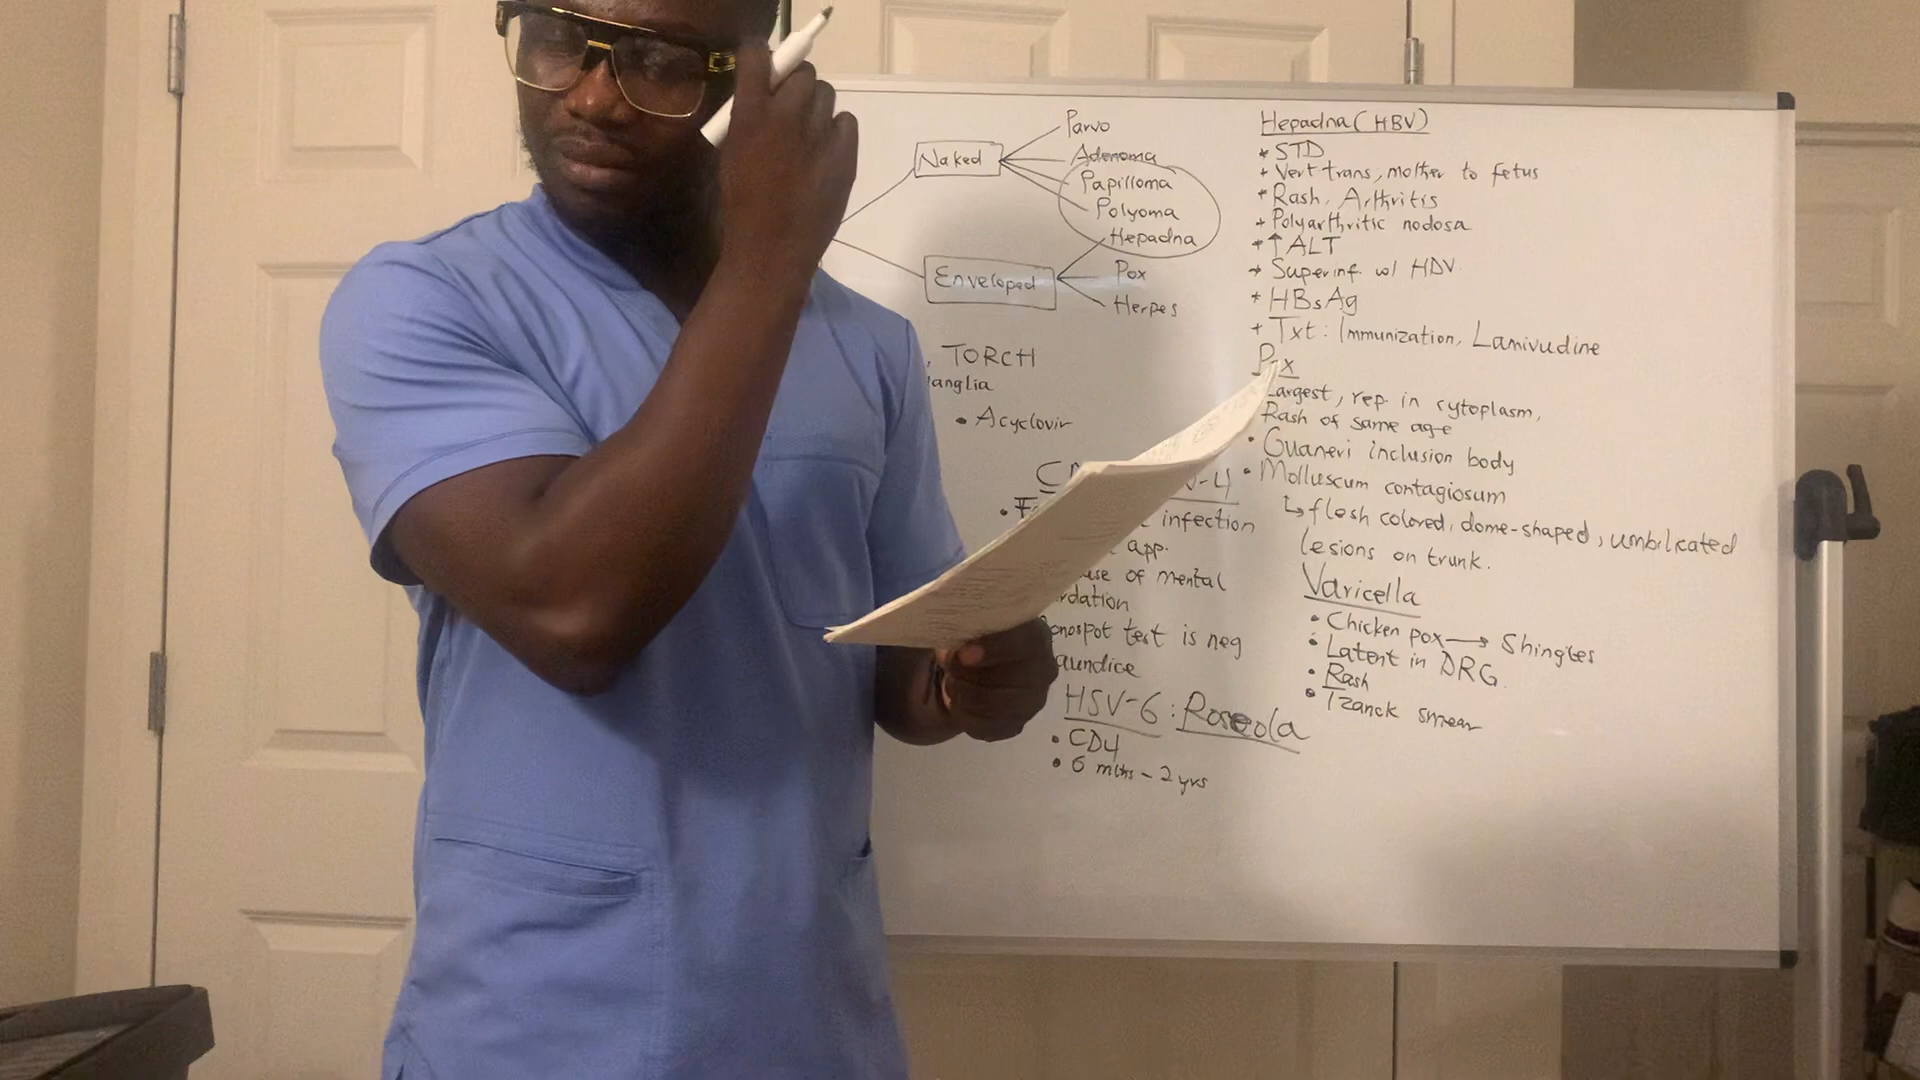 Naked
Parvo
Adenoma
Papilloma
Polyoma
Hepadna
Enveloped
Pox
Herpes
, TORCH
langlia
• Acyclovir
infection
app.
use of mental
rdation
onospot test is neg
aundice
HSV-6 : Roseola
• CD4
• 6 mths - 2 yrs
Hepadna (HBV)
* STD
+ Vert trans, mother to fetus
* Rash, Arthritis
+ Polyarthritic nodosa
* ↑ ALT
+ Superinf. w/ HDV
* HBsAg
+ Txt: Immunization, Lamivudine
Pox
Largest, rep. in cytoplasm,
Rash of same age
• Guaneri inclusion body
• Molluscum contagiosum
↳ flesh colored, dome-shaped, umbilicated
lesions on trunk.
Varicella
• Chicken pox → Shingles
• Latent in DRG
• Rash
• Tzanck smear